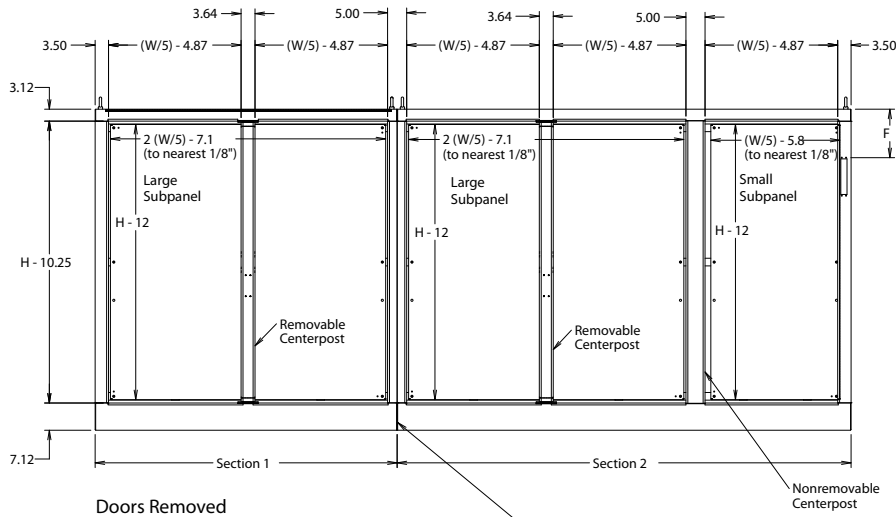 3.64
5.00
3.64
5.00
3.50
(W/5) - 4.87
(W/5) - 4.87
(W/5) - 4.87
(W/5) - 4.87
(W/5) - 4.87
3.50
3.12
2 (W/5) - 7.1
(to nearest 1/8")
2 (W/5) - 7.1
(to nearest 1/8")
(W/5) - 5.8
(to nearest 1/8")
F
Large
Subpanel
Large
Subpanel
Small
Subpanel
H - 12
H - 12
H - 12
H - 10.25
Removable
Centerpost
Removable
Centerpost
7.12
Section 1
Section 2
Nonremovable
Centerpost
Doors Removed